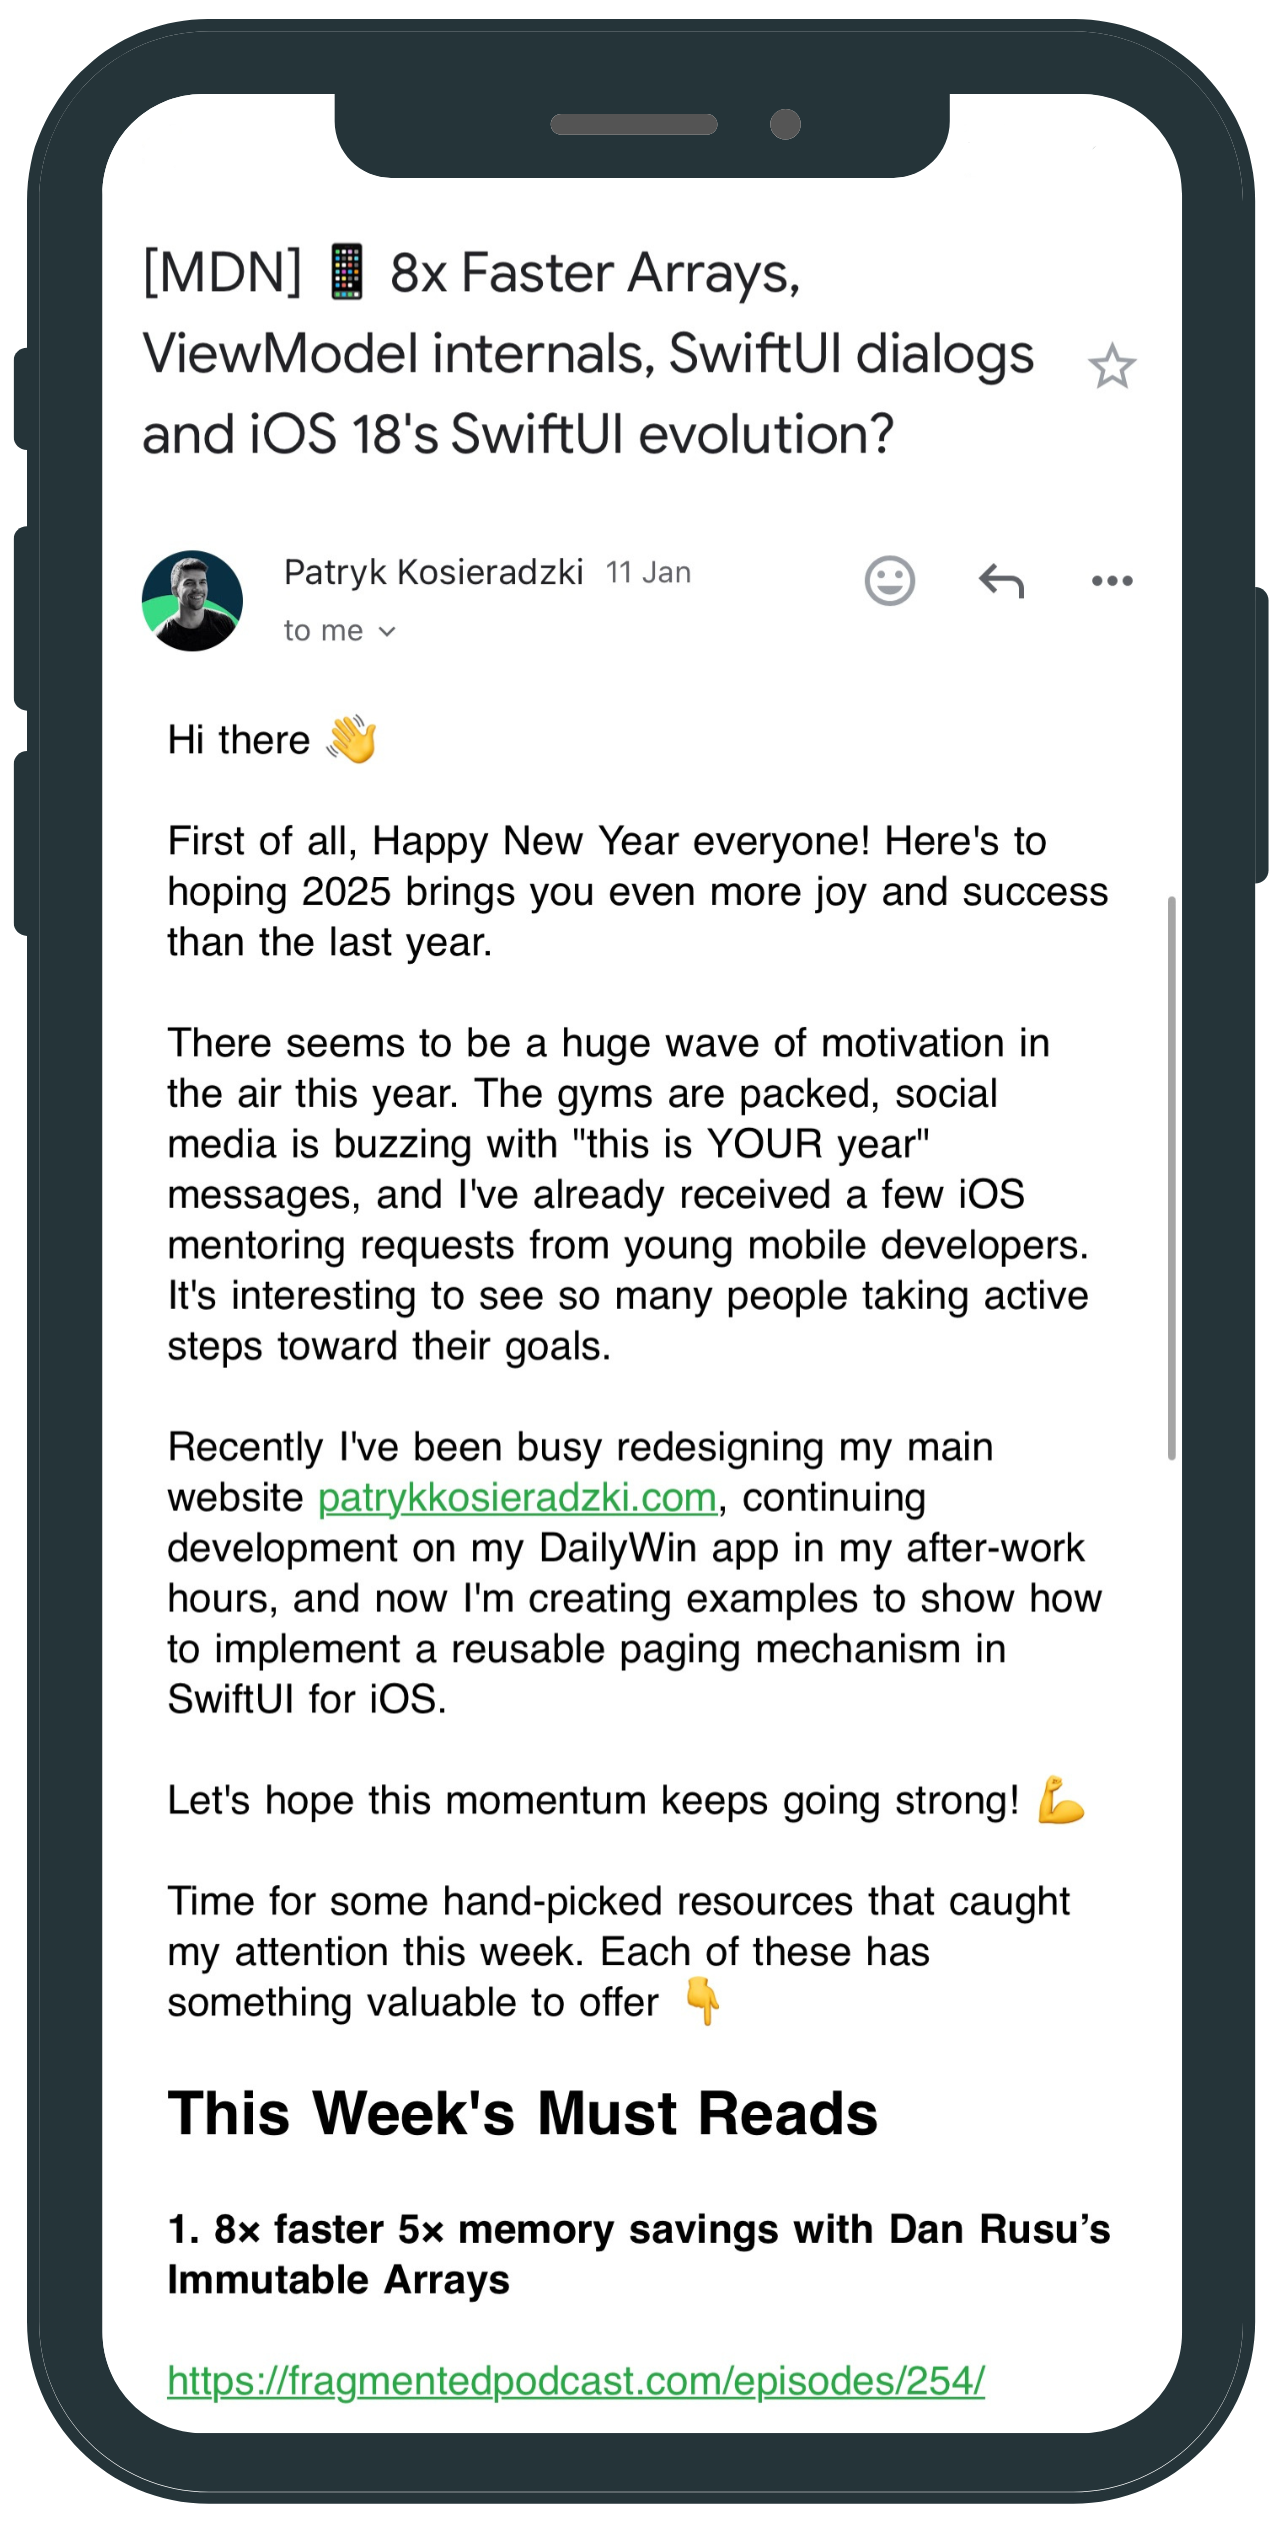 [MDN] 📱 8x Faster Arrays,
ViewModel internals, SwiftUI dialogs
and iOS 18's SwiftUI evolution?
Patryk Kosieradzki 11 Jan
to me
Hi there 👋
First of all, Happy New Year everyone! Here's to
hoping 2025 brings you even more joy and success
than the last year.
There seems to be a huge wave of motivation in
the air this year. The gyms are packed, social
media is buzzing with "this is YOUR year"
messages, and I've already received a few iOS
mentoring requests from young mobile developers.
It's interesting to see so many people taking active
steps toward their goals.
Recently I've been busy redesigning my main
website patrykkosieradzki.com, continuing
development on my DailyWin app in my after-work
hours, and now I'm creating examples to show how
to implement a reusable paging mechanism in
SwiftUI for iOS.
Let's hope this momentum keeps going strong! 💪
Time for some hand-picked resources that caught
my attention this week. Each of these has
something valuable to offer 👇
This Week's Must Reads
1. 8× faster 5× memory savings with Dan Rusu’s
Immutable Arrays
https://fragmentedpodcast.com/episodes/254/